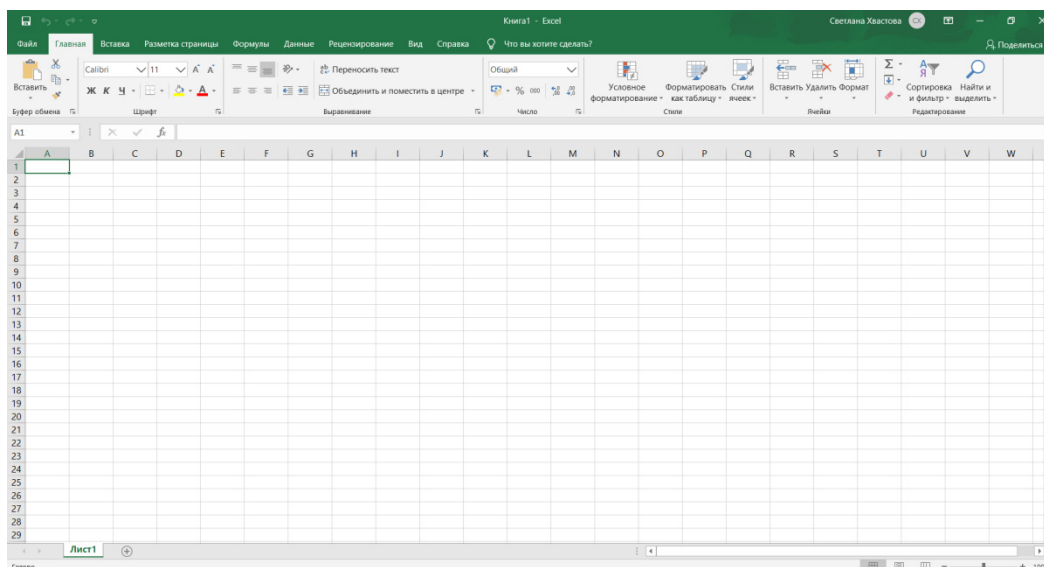 Книга1 - Excel
Светлана Хвастова
СХ
Файл Главная Вставка Разметка страницы Формулы Данные Рецензирование Вид Справка Что вы хотите сделать? Поделиться
Вставить
Calibri 11 A A
Ж К Ч A
Переносить текст
Объединить и поместить в центре
Общий
% 000
Условное форматирование
Форматировать как таблицу
Стили ячеек
Вставить Удалить Формат
Σ
Сортировка и фильтр
Найти и выделить
Буфер обмена Шрифт Выравнивание Число Стили Ячейки Редактирование
A1 fx
A B C D E F G H I J K L M N O P Q R S T U V W
1
2
3
4
5
6
7
8
9
10
11
12
13
14
15
16
17
18
19
20
21
22
23
24
25
26
27
28
29
Лист1